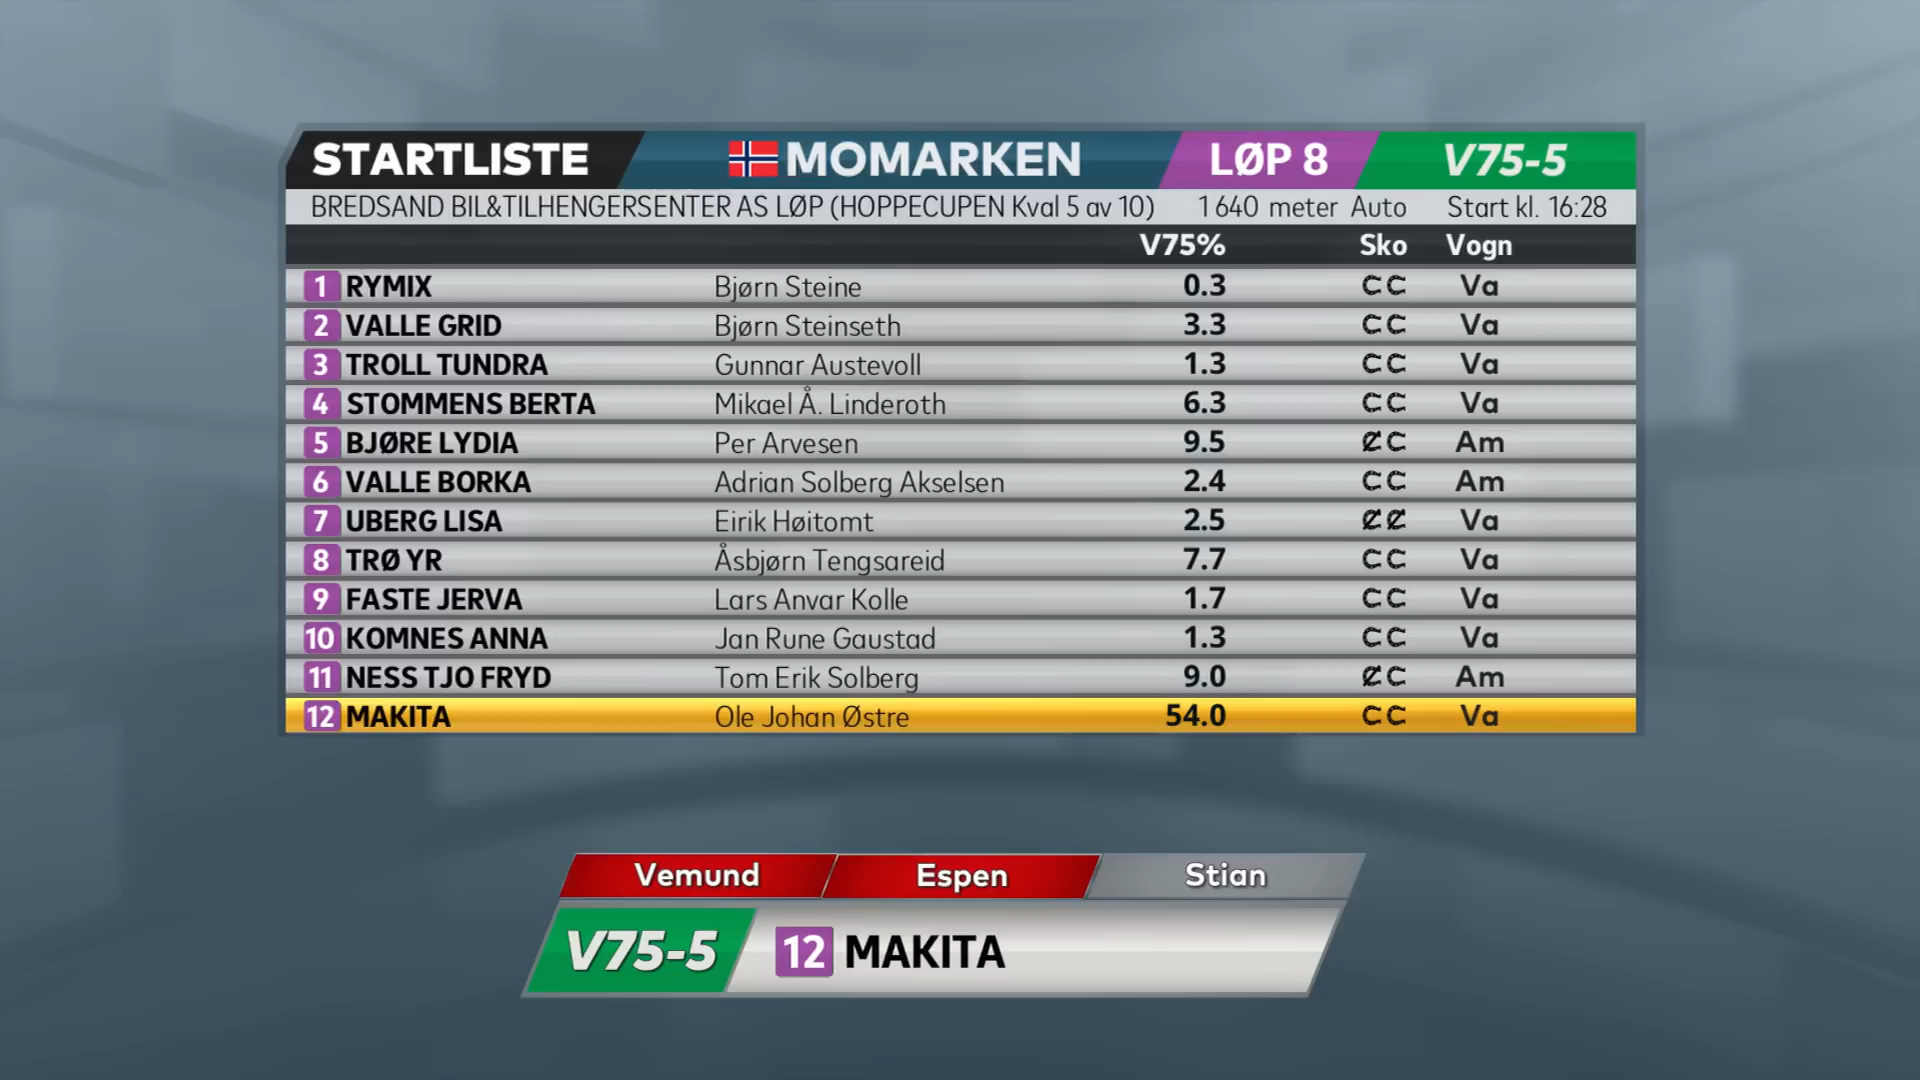 STARTLISTE MOMARKEN LØP 8 V75-5
BREDSAND BIL&TILHENGERSENTER AS LØP (HOPPECUPEN Kval 5 av 10) 1 640 meter Auto Start kl. 16:28
V75% Sko Vogn
1 RYMIX Bjørn Steine 0.3 C C Va
2 VALLE GRID Bjørn Steinseth 3.3 C C Va
3 TROLL TUNDRA Gunnar Austevoll 1.3 C C Va
4 STOMMENS BERTA Mikael Å. Linderoth 6.3 C C Va
5 BJØRE LYDIA Per Arvesen 9.5 Ȼ C Am
6 VALLE BORKA Adrian Solberg Akselsen 2.4 C C Am
7 UBERG LISA Eirik Høitomt 2.5 Ȼ Ȼ Va
8 TRØ YR Åsbjørn Tengsareid 7.7 C C Va
9 FASTE JERVA Lars Anvar Kolle 1.7 C C Va
10 KOMNES ANNA Jan Rune Gaustad 1.3 C C Va
11 NESS TJO FRYD Tom Erik Solberg 9.0 Ȼ C Am
12 MAKITA Ole Johan Østre 54.0 C C Va
Vemund Espen Stian
V75-5 12 MAKITA